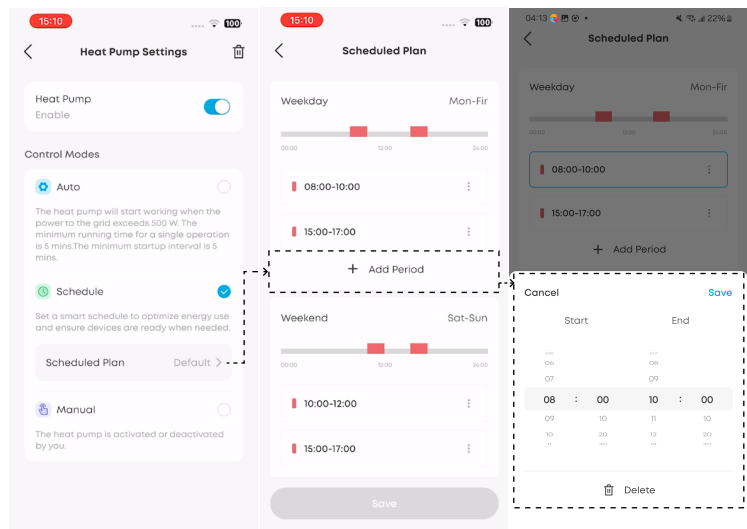 15:10
100
Heat Pump Settings
Heat Pump
Enable
Control Modes
Auto
The heat pump will start working when the
power to the grid exceeds 500 W. The
minimum running time for a single operation
is 5 mins.The minimum startup interval is 5
mins.
Schedule
Set a smart schedule to optimize energy use
and ensure devices are ready when needed.
Scheduled Plan
Default
Manual
The heat pump is activated or deactivated
by you.
15:10
100
Scheduled Plan
Weekday
Mon-Fir
00:00 12:00 24:00
08:00-10:00
15:00-17:00
+ Add Period
Weekend
Sat-Sun
00:00 12:00 24:00
10:00-12:00
15:00-17:00
Save
04:13
22%
Scheduled Plan
Weekday
Mon-Fir
00:00 12:00 24:00
08:00-10:00
15:00-17:00
+ Add Period
Cancel
Save
Start
End
06 08
07 09
08 : 00 10 : 00
09 10 11 10
10 20 12 20
Delete